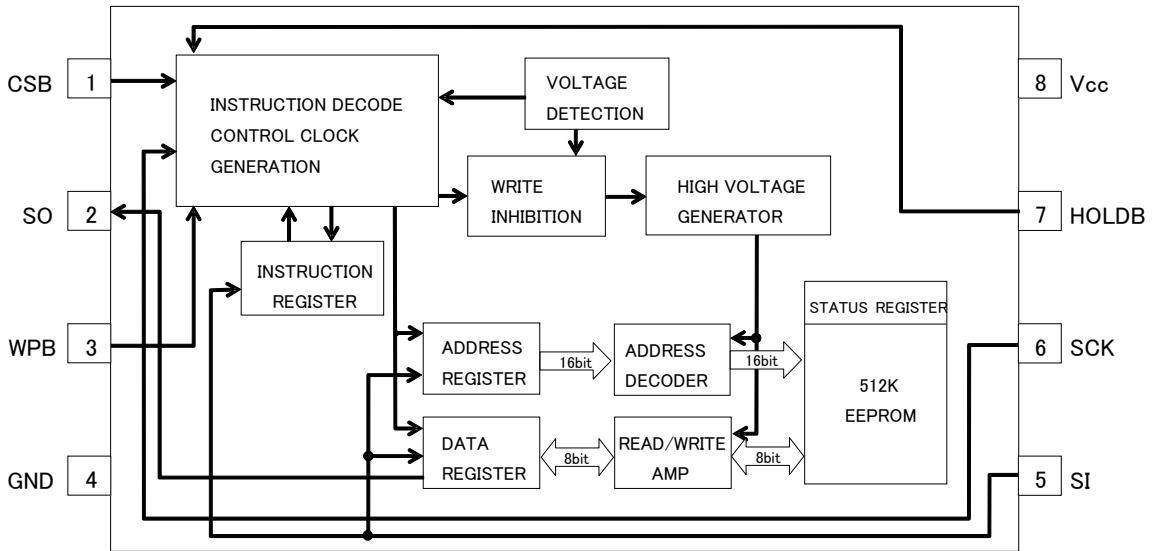 CSB
1
SO
2
WPB
3
GND
4
INSTRUCTION DECODE
CONTROL CLOCK
GENERATION
VOLTAGE
DETECTION
WRITE
INHIBITION
HIGH VOLTAGE
GENERATOR
INSTRUCTION
REGISTER
ADDRESS
REGISTER
16bit
ADDRESS
DECODER
16bit
STATUS REGISTER
512K
EEPROM
DATA
REGISTER
8bit
READ/WRITE
AMP
8bit
8
Vcc
7
HOLDB
6
SCK
5
SI